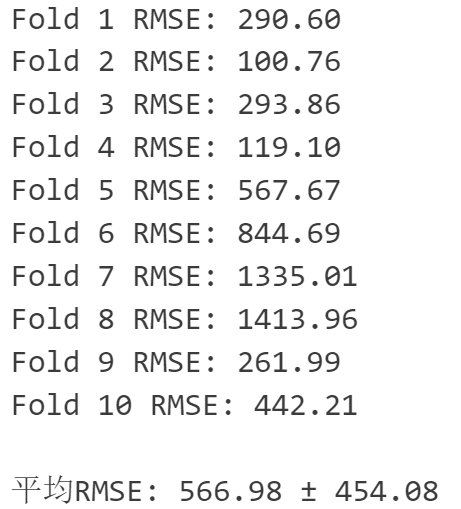 Fold 1 RMSE: 290.60
Fold 2 RMSE: 100.76
Fold 3 RMSE: 293.86
Fold 4 RMSE: 119.10
Fold 5 RMSE: 567.67
Fold 6 RMSE: 844.69
Fold 7 RMSE: 1335.01
Fold 8 RMSE: 1413.96
Fold 9 RMSE: 261.99
Fold 10 RMSE: 442.21
平均RMSE: 566.98 ± 454.08